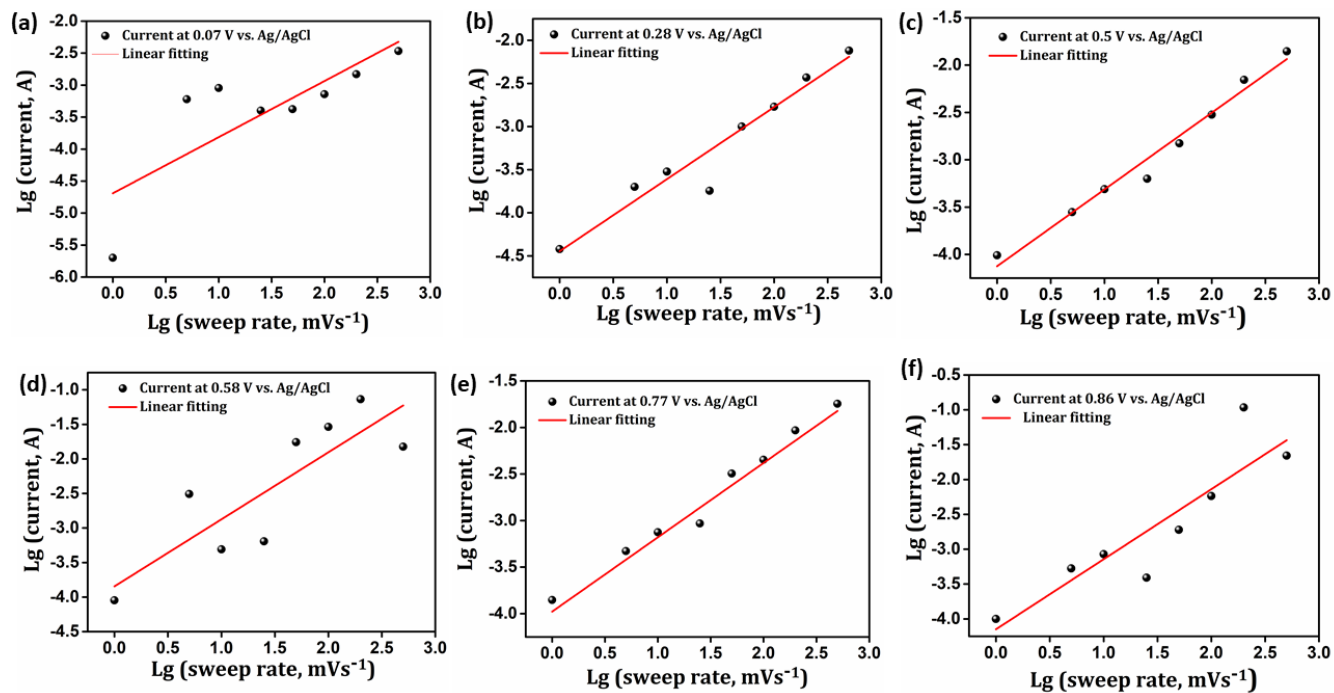 (a)
Current at 0.07 V vs. Ag/AgCl
Linear fitting
Lg (current, A)
-2.0
-2.5
-3.0
-3.5
-4.0
-4.5
-5.0
-5.5
-6.0
0.0 0.5 1.0 1.5 2.0 2.5 3.0
Lg (sweep rate, mVs⁻¹)
(b)
Current at 0.28 V vs. Ag/AgCl
Linear fitting
Lg (current, A)
-2.0
-2.5
-3.0
-3.5
-4.0
-4.5
0.0 0.5 1.0 1.5 2.0 2.5 3.0
Lg (sweep rate, mVs⁻¹)
(c)
Current at 0.5 V vs. Ag/AgCl
Linear fitting
Lg (current, A)
-1.5
-2.0
-2.5
-3.0
-3.5
-4.0
0.0 0.5 1.0 1.5 2.0 2.5 3.0
Lg (sweep rate, mVs⁻¹)
(d)
Current at 0.58 V vs. Ag/AgCl
Linear fitting
Lg (current, A)
-1.0
-1.5
-2.0
-2.5
-3.0
-3.5
-4.0
-4.5
0.0 0.5 1.0 1.5 2.0 2.5 3.0
Lg (sweep rate, mVs⁻¹)
(e)
Current at 0.77 V vs. Ag/AgCl
Linear fitting
Lg (current, A)
-1.5
-2.0
-2.5
-3.0
-3.5
-4.0
0.0 0.5 1.0 1.5 2.0 2.5 3.0
Lg (sweep rate, mVs⁻¹)
(f)
Current at 0.86 V vs. Ag/AgCl
Linear fitting
Lg (current, A)
-0.5
-1.0
-1.5
-2.0
-2.5
-3.0
-3.5
-4.0
0.0 0.5 1.0 1.5 2.0 2.5 3.0
Lg (sweep rate, mVs⁻¹)